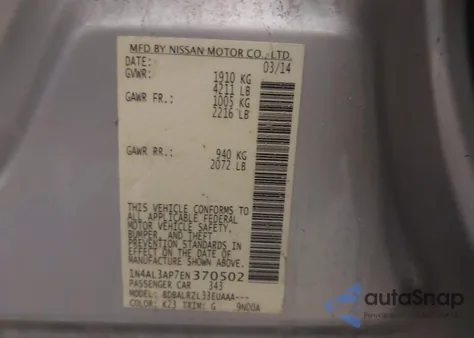 MFD BY NISSAN MOTOR CO., LTD.
DATE: 03/14
GVWR: 1910 KG
4211 LB
GAWR FR.: 1005 KG
2216 LB
GAWR RR.: 940 KG
2072 LB
THIS VEHICLE CONFORMS TO
ALL APPLICABLE FEDERAL
MOTOR VEHICLE SAFETY,
BUMPER, AND THEFT
PREVENTION STANDARDS IN
EFFECT ON THE DATE OF
MANUFACTURE SHOWN ABOVE.
1N4AL3AP7EN370502
PASSENGER CAR 343
MODEL: BDBALRZL33EUAAA---
COLOR: K23 TRIM: G 9N00A
autoSnap